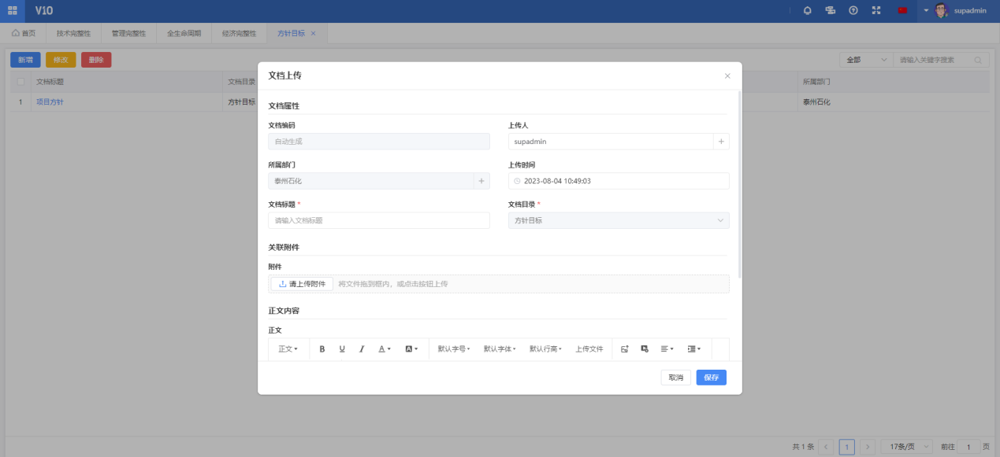 V10
supadmin
首页 技术完整性 管理完整性 全生命周期 经济完整性 方针目标
新增 修改 删除 全部 请输入关键字搜索
文档标题 文档目录 所属部门
1 项目方针 方针目标 泰州石化
文档上传
文档属性
文档编码 上传人
自动生成 supadmin
所属部门 上传时间
泰州石化 2023-08-04 10:49:03
文档标题 * 文档目录 *
请输入文档标题 方针目标
关联附件
附件
请上传附件 将文件拖到框内，或点击按钮上传
正文内容
正文
正文 B U I A A 默认字号 默认字体 默认行高 上传文件
取消 保存
共 1 条 1 17条/页 前往 1 页